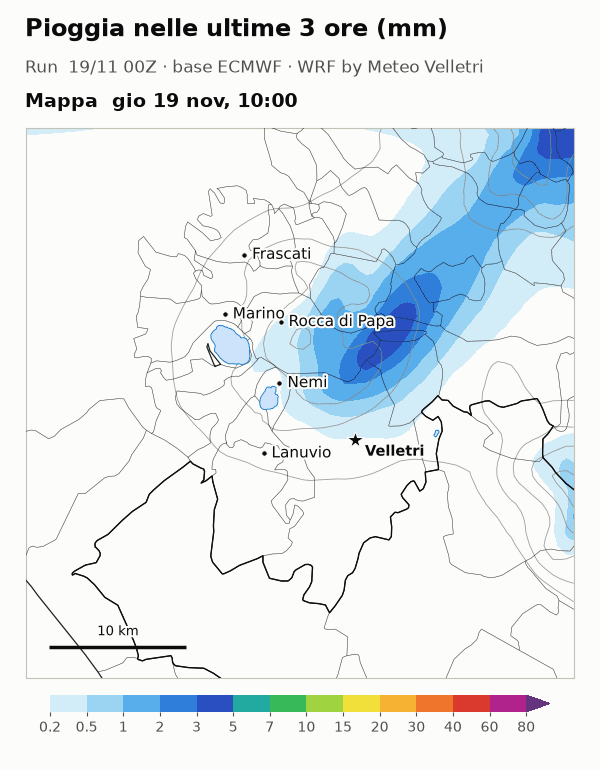 Pioggia nelle ultime 3 ore (mm)
Run  19/11 00Z · base ECMWF · WRF by Meteo Velletri
Mappa  gio 19 nov, 10:00
Frascati
Marino
Rocca di Papa
Nemi
Velletri
Lanuvio
10 km
0.2 0.5 1 2 3 5 7 10 15 20 30 40 60 80